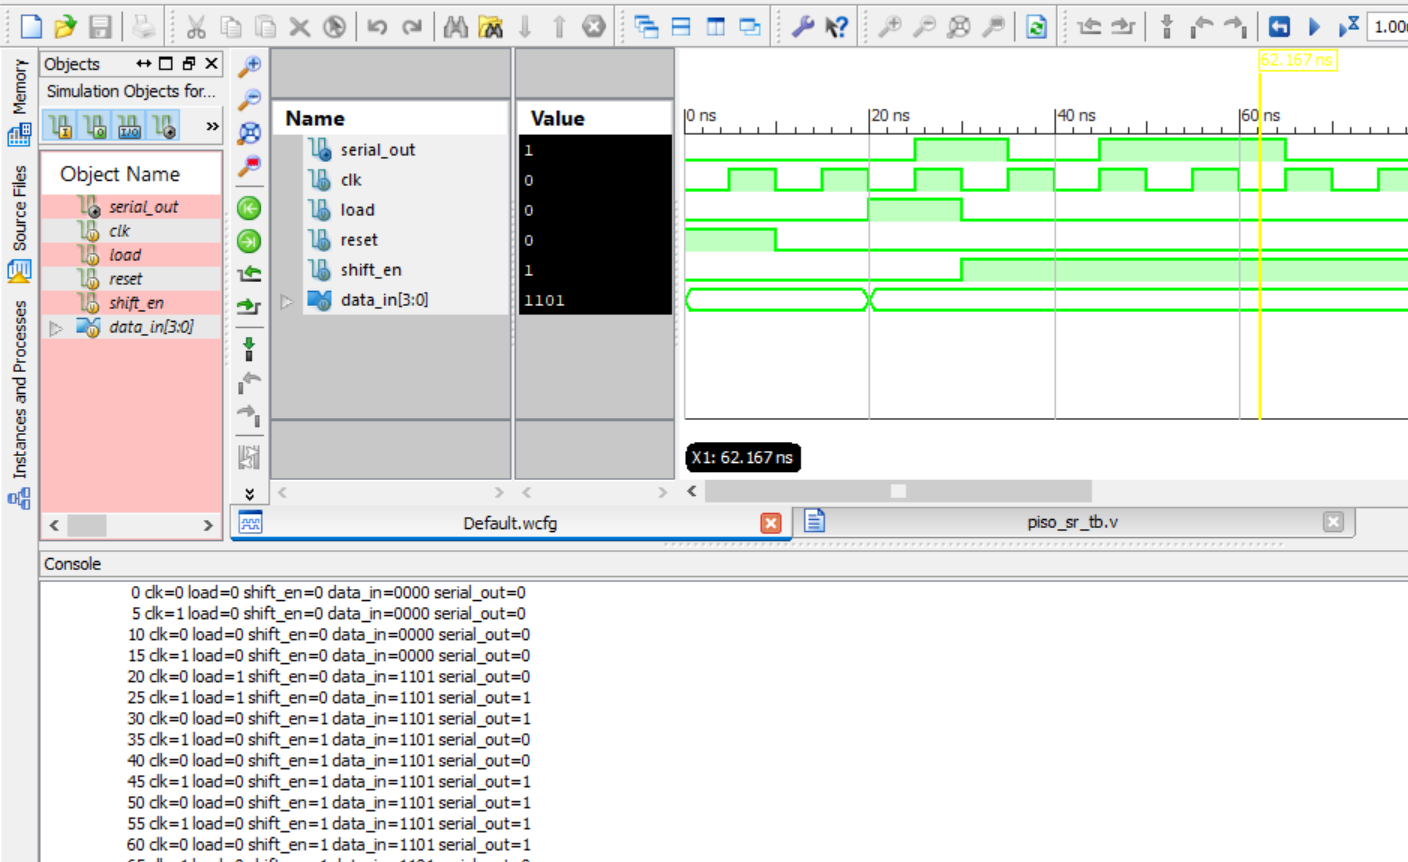 1.00
Memory
Source Files
Instances and Processes
Objects
Simulation Objects for...
Object Name
serial_out
clk
load
reset
shift_en
data_in[3:0]
Name
serial_out
clk
load
reset
shift_en
data_in[3:0]
Value
1
0
0
0
1
1101
62.167 ns
0 ns
20 ns
40 ns
60 ns
X1: 62.167 ns
Default.wcfg
piso_sr_tb.v
Console
0 clk=0 load=0 shift_en=0 data_in=0000 serial_out=0
5 clk=1 load=0 shift_en=0 data_in=0000 serial_out=0
10 clk=0 load=0 shift_en=0 data_in=0000 serial_out=0
15 clk=1 load=0 shift_en=0 data_in=0000 serial_out=0
20 clk=0 load=1 shift_en=0 data_in=1101 serial_out=0
25 clk=1 load=1 shift_en=0 data_in=1101 serial_out=1
30 clk=0 load=0 shift_en=1 data_in=1101 serial_out=1
35 clk=1 load=0 shift_en=1 data_in=1101 serial_out=0
40 clk=0 load=0 shift_en=1 data_in=1101 serial_out=0
45 clk=1 load=0 shift_en=1 data_in=1101 serial_out=1
50 clk=0 load=0 shift_en=1 data_in=1101 serial_out=1
55 clk=1 load=0 shift_en=1 data_in=1101 serial_out=1
60 clk=0 load=0 shift_en=1 data_in=1101 serial_out=1